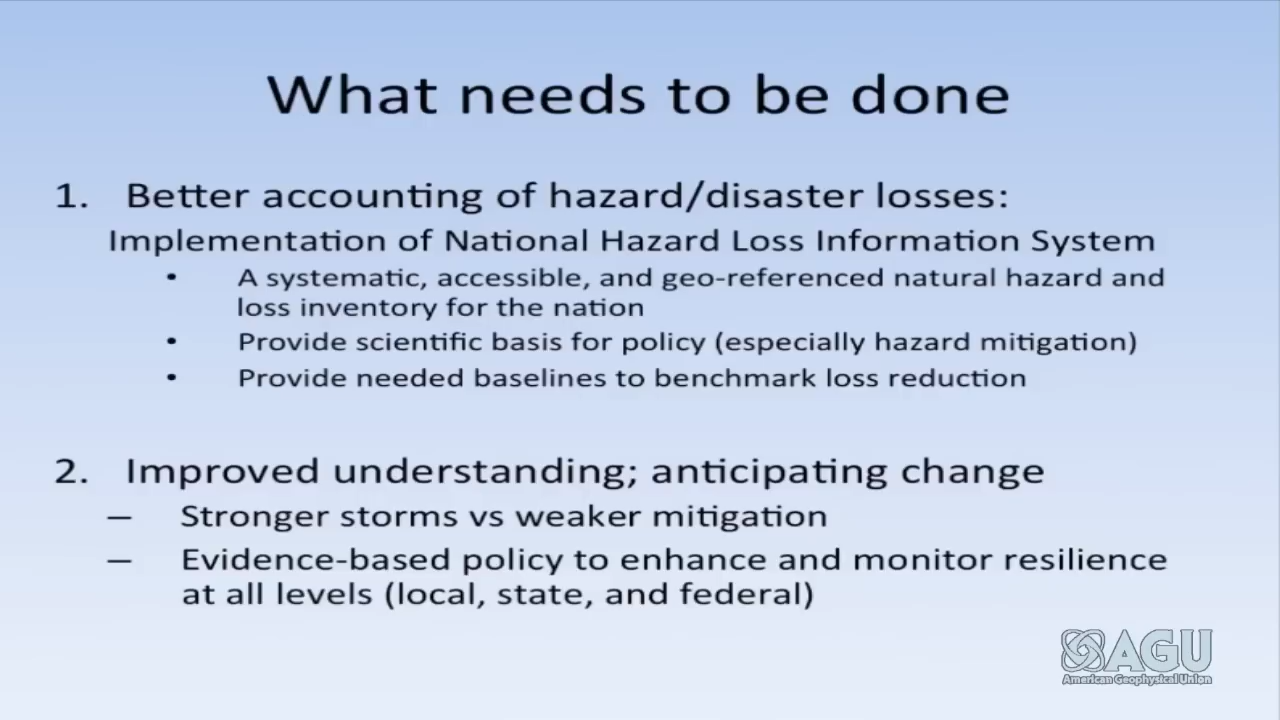 What needs to be done
1. Better accounting of hazard/disaster losses:
Implementation of National Hazard Loss Information System
• A systematic, accessible, and geo-referenced natural hazard and
loss inventory for the nation
• Provide scientific basis for policy (especially hazard mitigation)
• Provide needed baselines to benchmark loss reduction
2. Improved understanding; anticipating change
– Stronger storms vs weaker mitigation
– Evidence-based policy to enhance and monitor resilience
at all levels (local, state, and federal)
AGU
American Geophysical Union